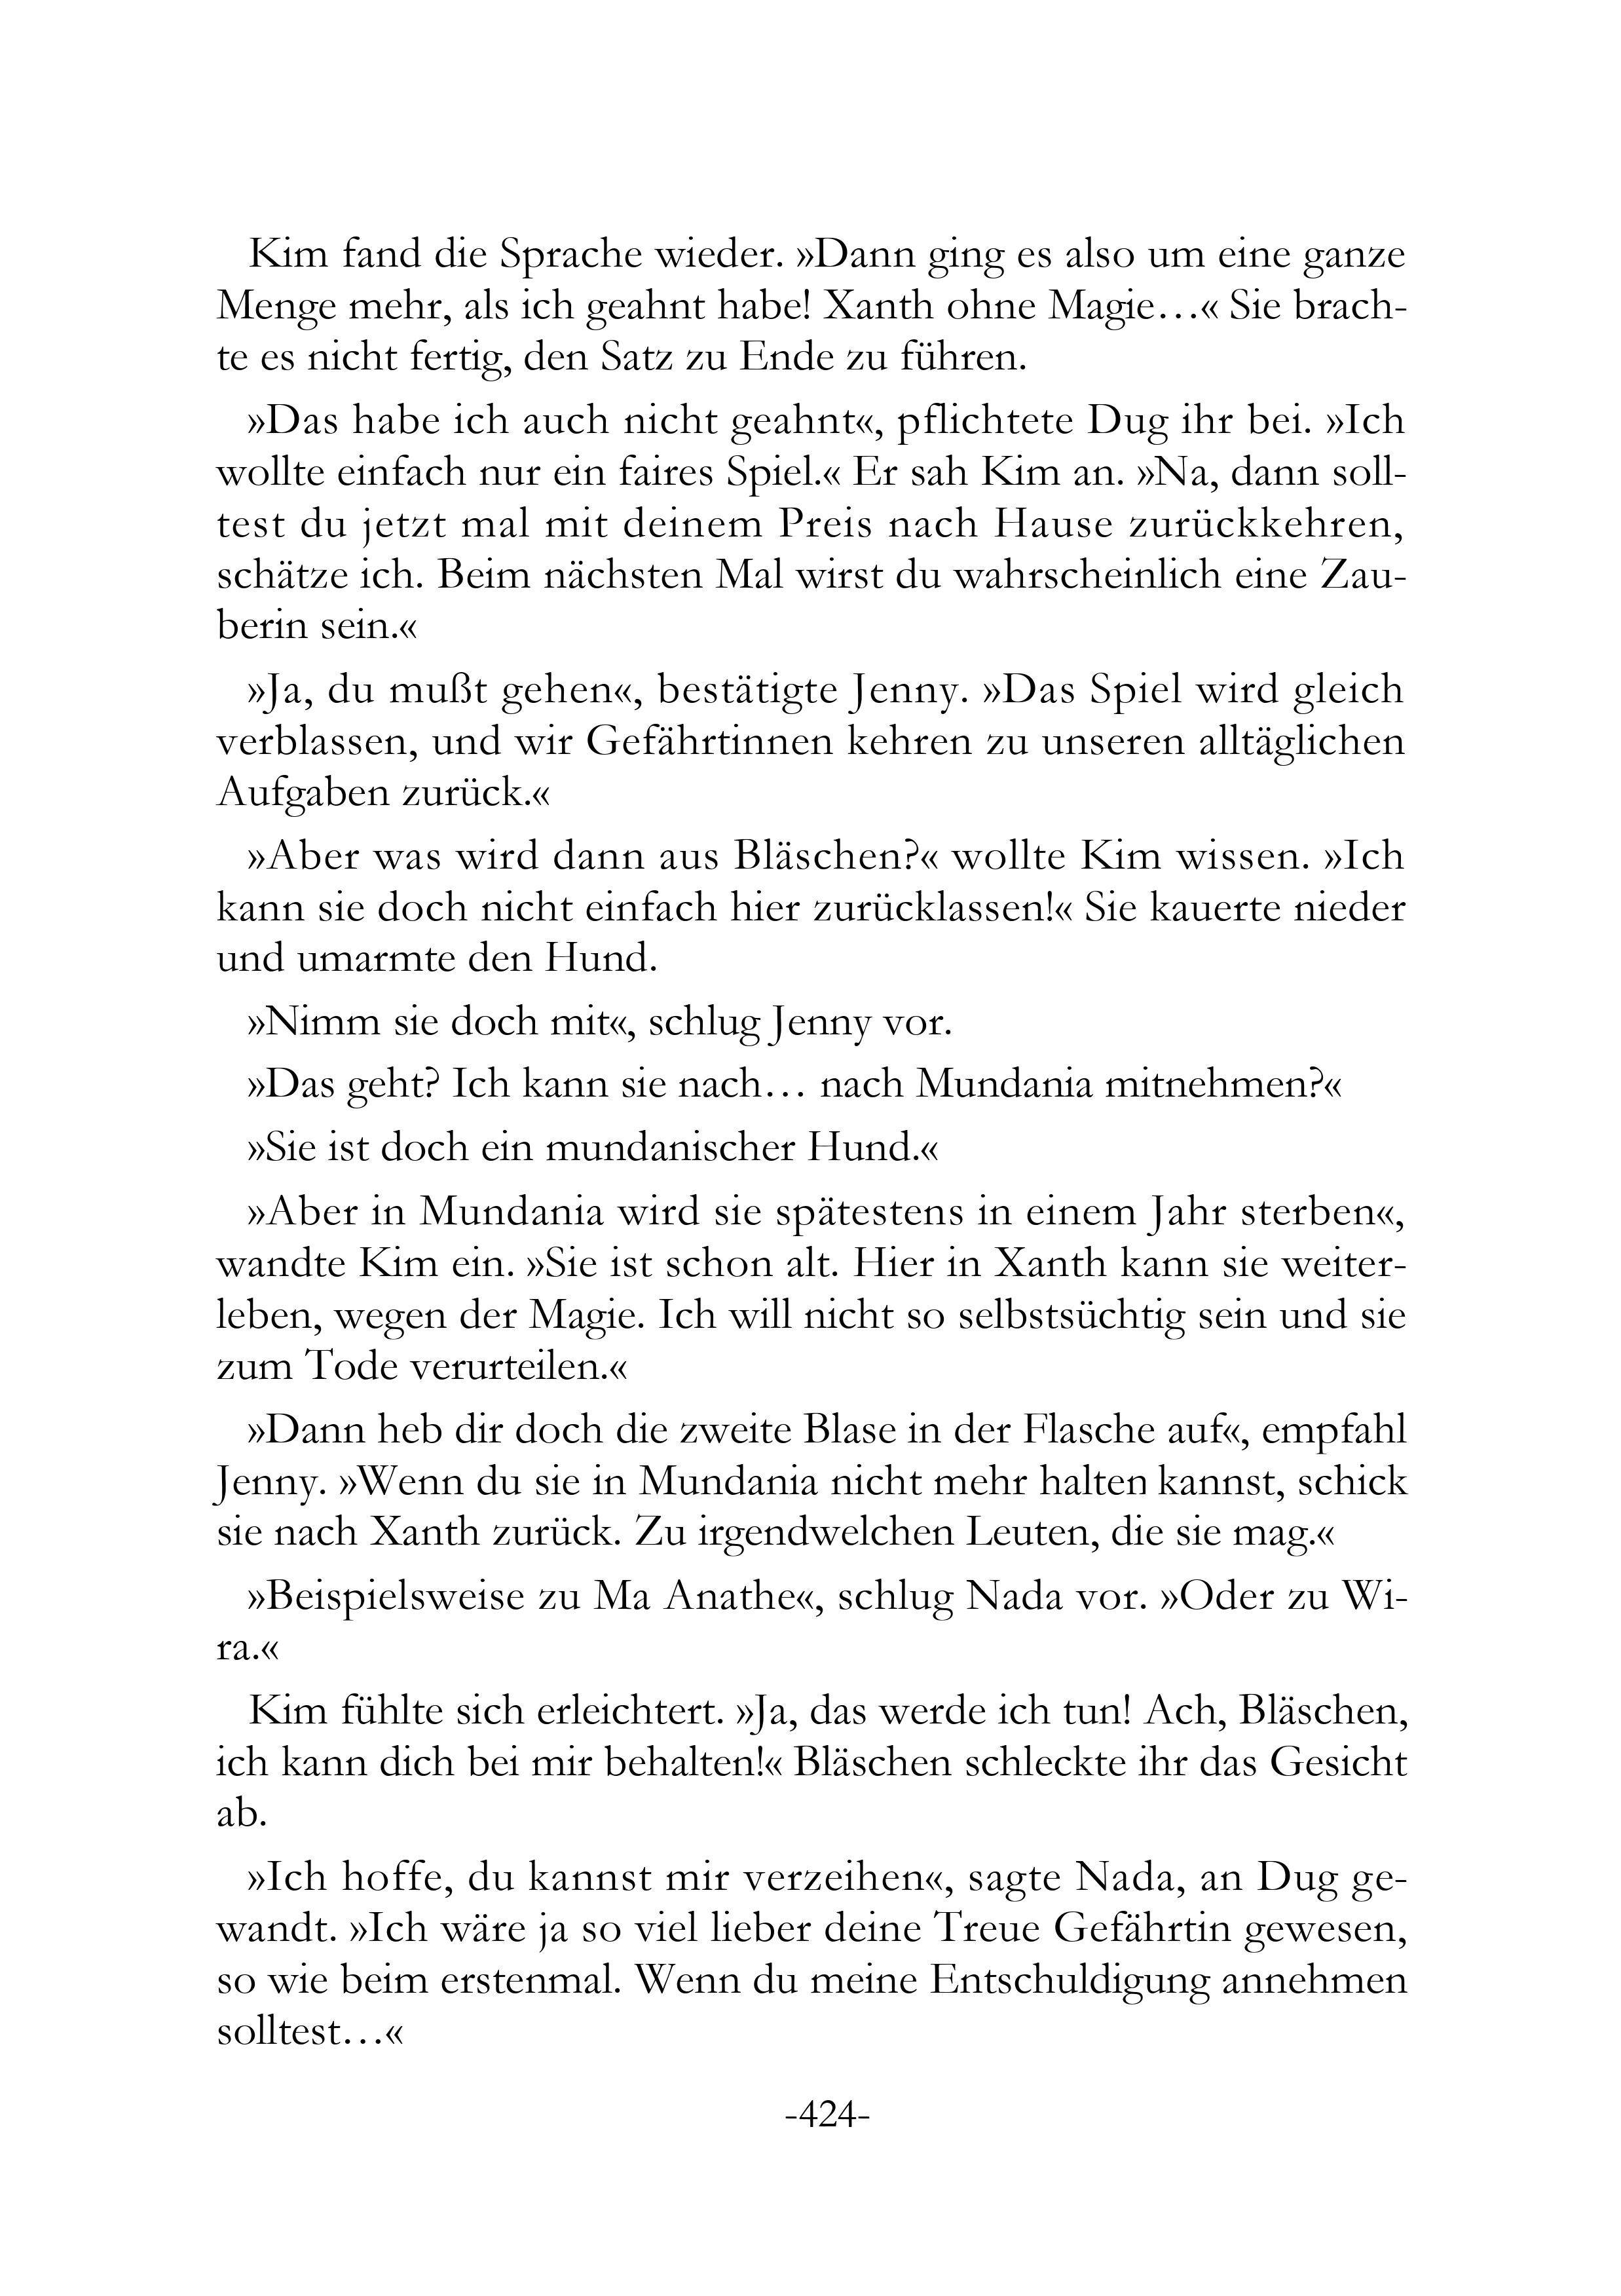 Kim fand die Sprache wieder. »Dann ging es also um eine ganze
Menge mehr, als ich geahnt habe! Xanth ohne Magie…« Sie brach-
te es nicht fertig, den Satz zu Ende zu führen.
»Das habe ich auch nicht geahnt«, pflichtete Dug ihr bei. »Ich
wollte einfach nur ein faires Spiel.« Er sah Kim an. »Na, dann soll-
test du jetzt mal mit deinem Preis nach Hause zurückkehren,
schätze ich. Beim nächsten Mal wirst du wahrscheinlich eine Zau-
berin sein.«
»Ja, du mußt gehen«, bestätigte Jenny. »Das Spiel wird gleich
verblassen, und wir Gefährtinnen kehren zu unseren alltäglichen
Aufgaben zurück.«
»Aber was wird dann aus Bläschen?« wollte Kim wissen. »Ich
kann sie doch nicht einfach hier zurücklassen!« Sie kauerte nieder
und umarmte den Hund.
»Nimm sie doch mit«, schlug Jenny vor.
»Das geht? Ich kann sie nach… nach Mundania mitnehmen?«
»Sie ist doch ein mundanischer Hund.«
»Aber in Mundania wird sie spätestens in einem Jahr sterben«,
wandte Kim ein. »Sie ist schon alt. Hier in Xanth kann sie weiter-
leben, wegen der Magie. Ich will nicht so selbstsüchtig sein und sie
zum Tode verurteilen.«
»Dann heb dir doch die zweite Blase in der Flasche auf«, empfahl
Jenny. »Wenn du sie in Mundania nicht mehr halten kannst, schick
sie nach Xanth zurück. Zu irgendwelchen Leuten, die sie mag.«
»Beispielsweise zu Ma Anathe«, schlug Nada vor. »Oder zu Wi-
ra.«
Kim fühlte sich erleichtert. »Ja, das werde ich tun! Ach, Bläschen,
ich kann dich bei mir behalten!« Bläschen schleckte ihr das Gesicht
ab.
»Ich hoffe, du kannst mir verzeihen«, sagte Nada, an Dug ge-
wandt. »Ich wäre ja so viel lieber deine Treue Gefährtin gewesen,
so wie beim erstenmal. Wenn du meine Entschuldigung annehmen
solltest…«
-424-